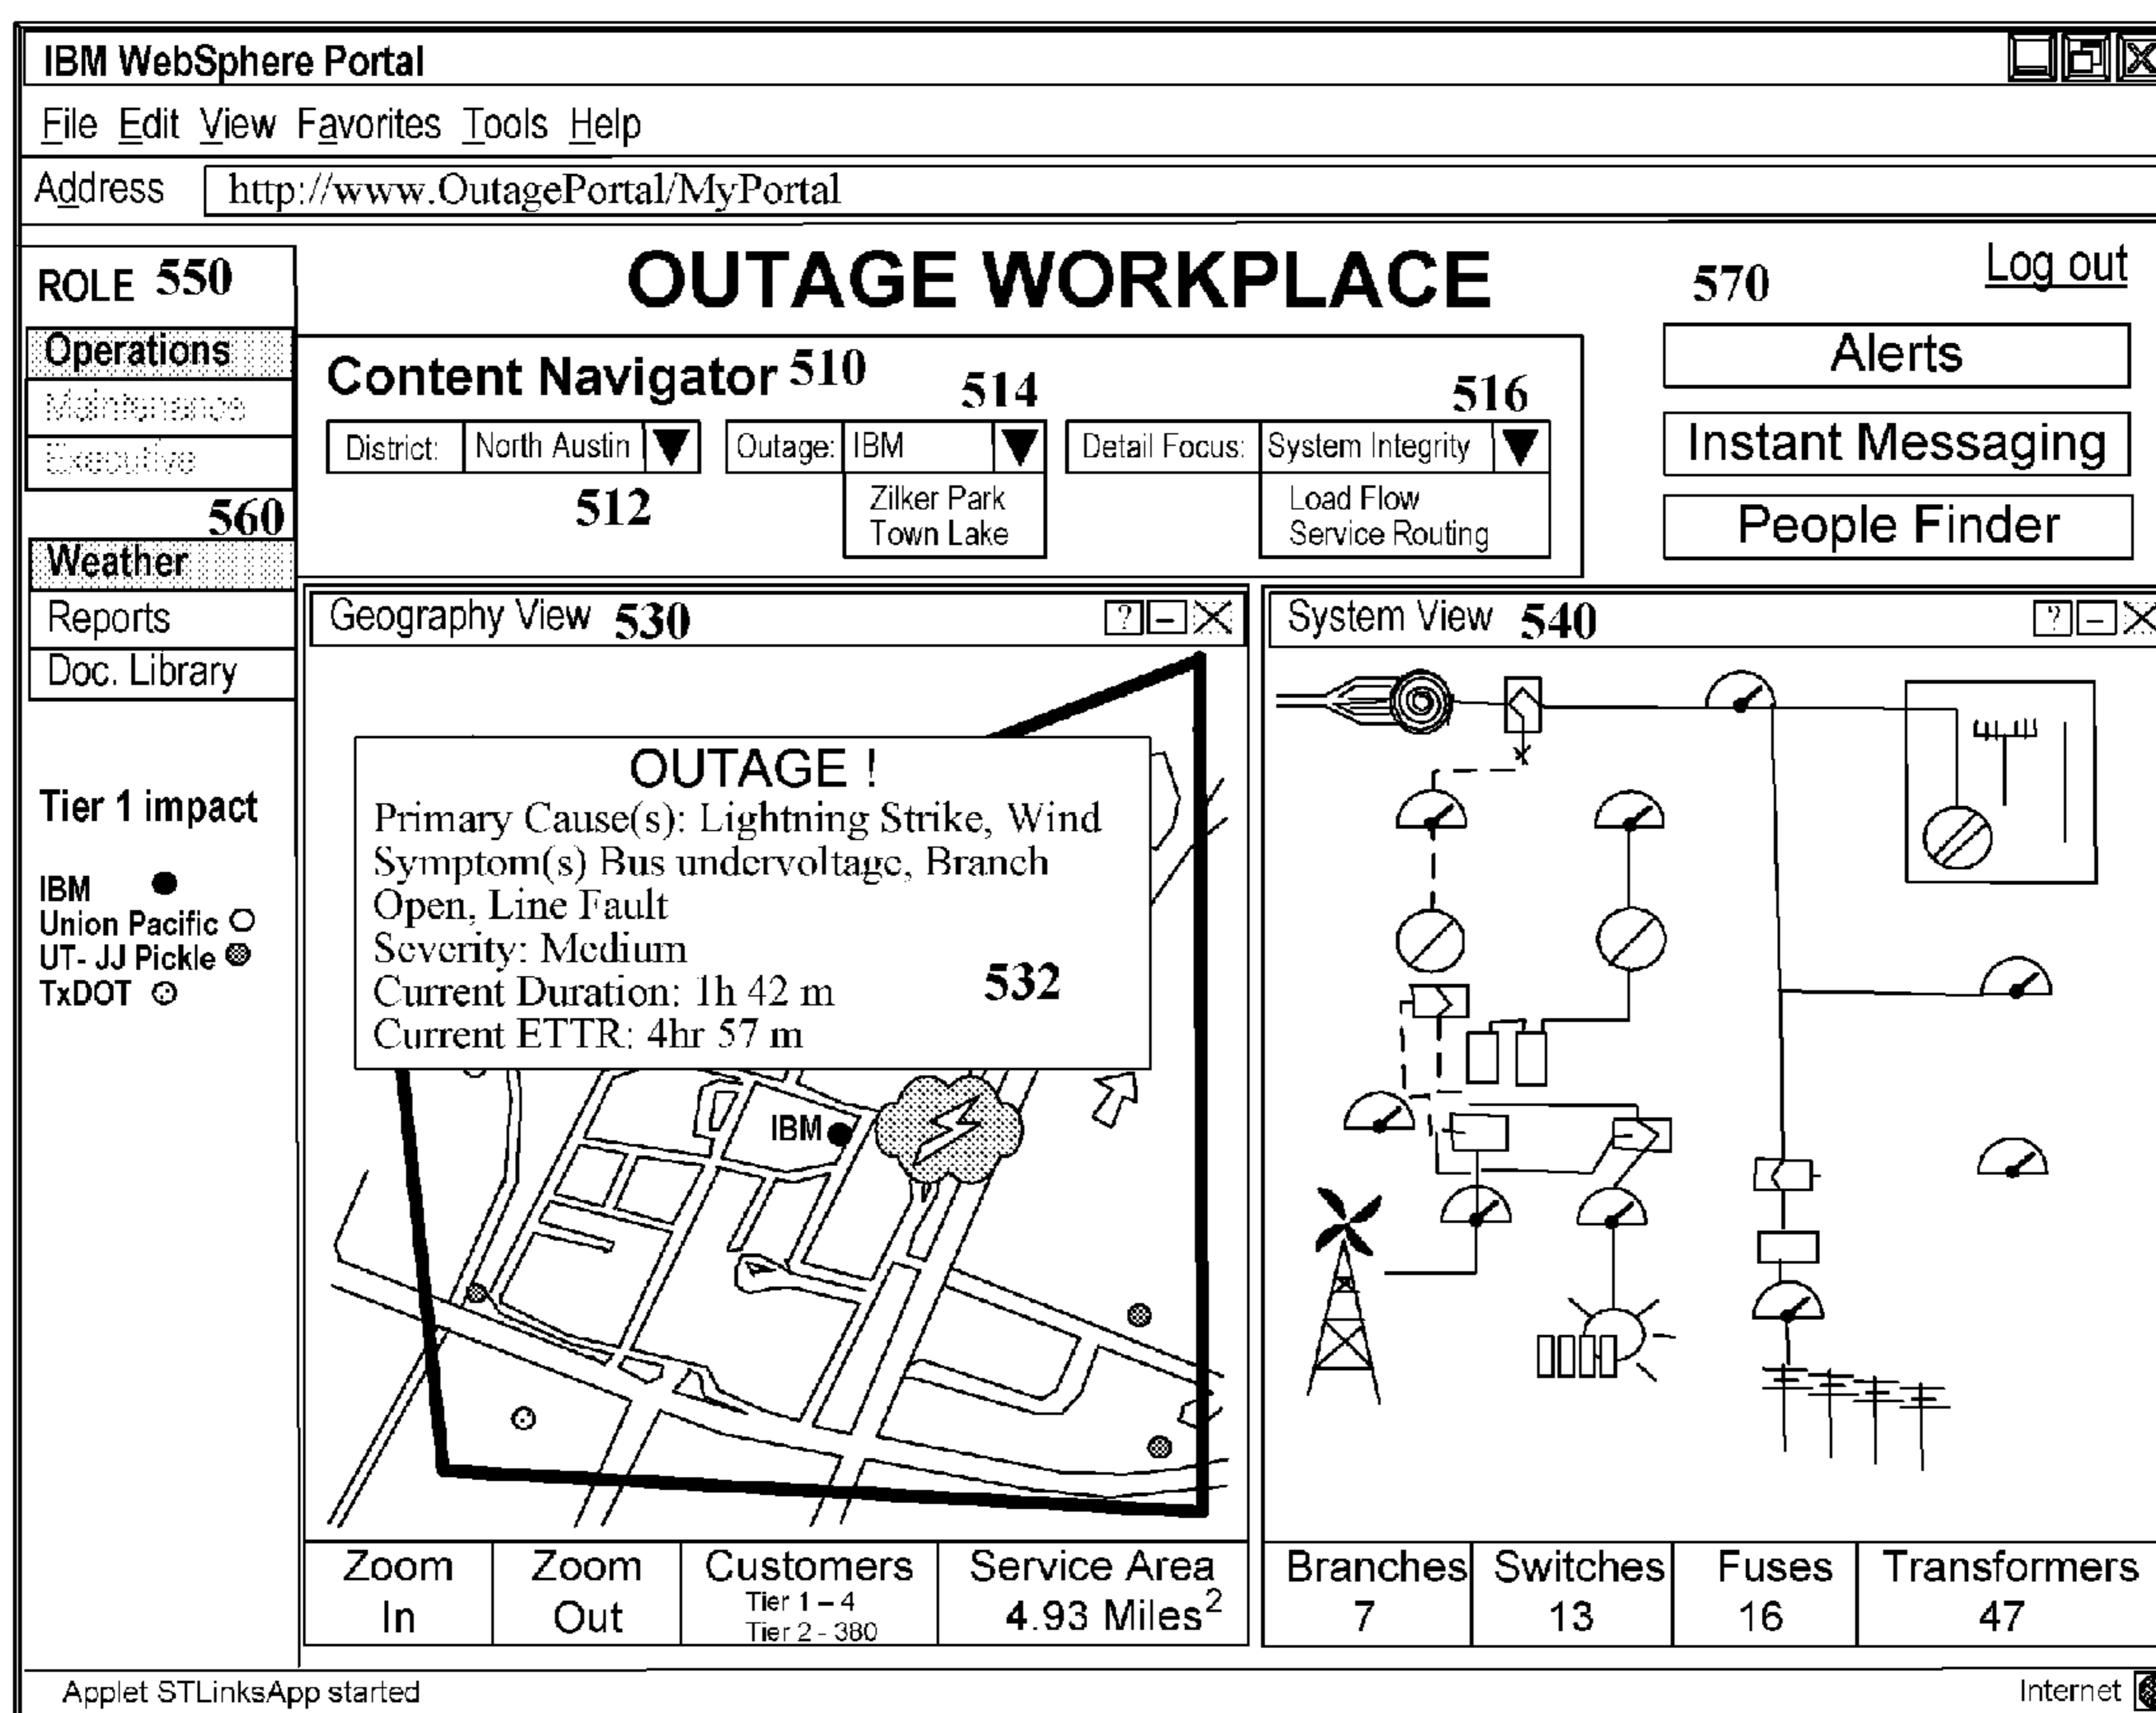 IBM WebSphere Portal
File Edit View Favorites Tools Help
Address http://www.OutagePortal/MyPortal
ROLE 550
Operations
Maintenance
Executive
560
Weather
Reports
Doc. Library
Tier 1 impact
IBM
Union Pacific
UT- JJ Pickle
TxDOT
OUTAGE WORKPLACE
570
Log out
Alerts
Instant Messaging
People Finder
Content Navigator 510
514
516
District: North Austin
Outage: IBM
Detail Focus: System Integrity
512
Zilker Park
Town Lake
Load Flow
Service Routing
Geography View 530
?
OUTAGE !
Primary Cause(s): Lightning Strike, Wind
Symptom(s) Bus undervoltage, Branch
Open, Line Fault
Severity: Medium
Current Duration: 1h 42 m
Current ETTR: 4hr 57 m
532
IBM
Zoom In
Zoom Out
Customers
Tier 1 – 4
Tier 2 - 380
Service Area
4.93 Miles2
System View 540
?
Branches 7
Switches 13
Fuses 16
Transformers 47
Applet STLinksApp started
Internet